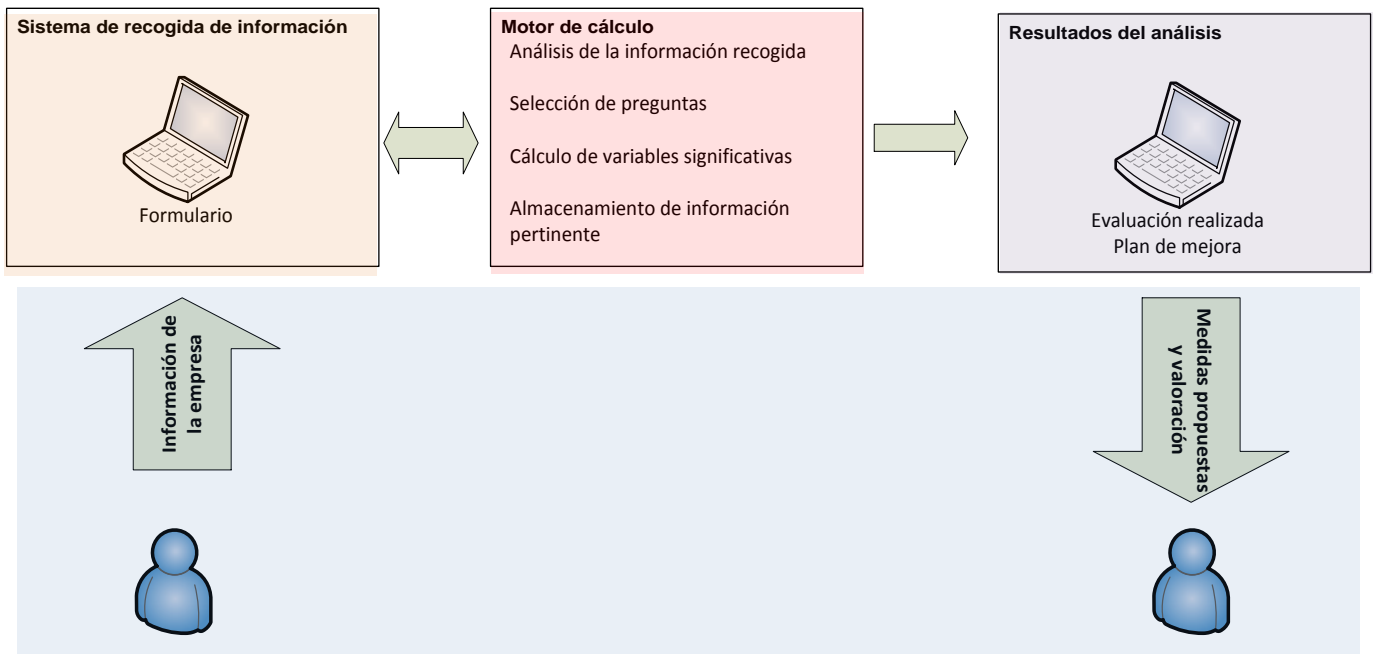 Sistema de recogida de información
Formulario
Motor de cálculo
Análisis de la información recogida
Selección de preguntas
Cálculo de variables significativas
Almacenamiento de información
pertinente
Resultados del análisis
Evaluación realizada
Plan de mejora
Información de
la empresa
Medidas propuestas
y valoración